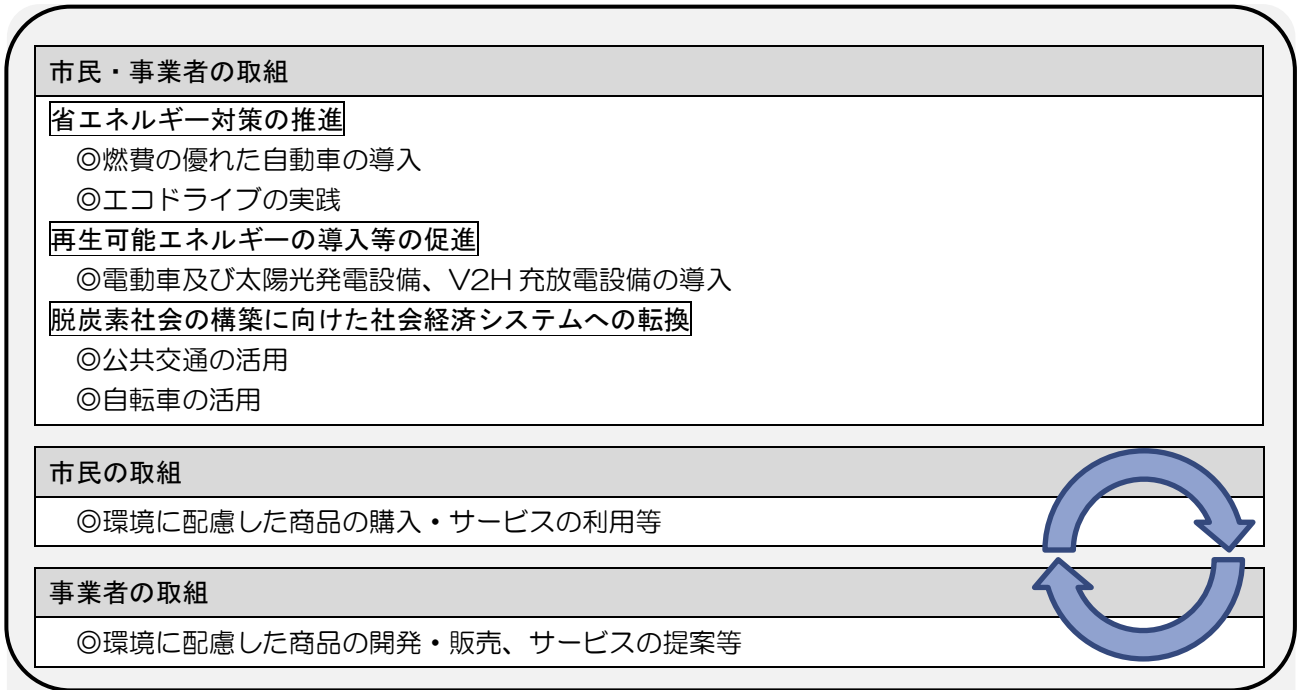 市民・事業者の取組
省エネルギー対策の推進
◎燃費の優れた自動車の導入
◎エコドライブの実践
再生可能エネルギーの導入等の促進
◎電動車及び太陽光発電設備、V2H 充放電設備の導入
脱炭素社会の構築に向けた社会経済システムへの転換
◎公共交通の活用
◎自転車の活用
市民の取組
◎環境に配慮した商品の購入・サービスの利用等
事業者の取組
◎環境に配慮した商品の開発・販売、サービスの提案等